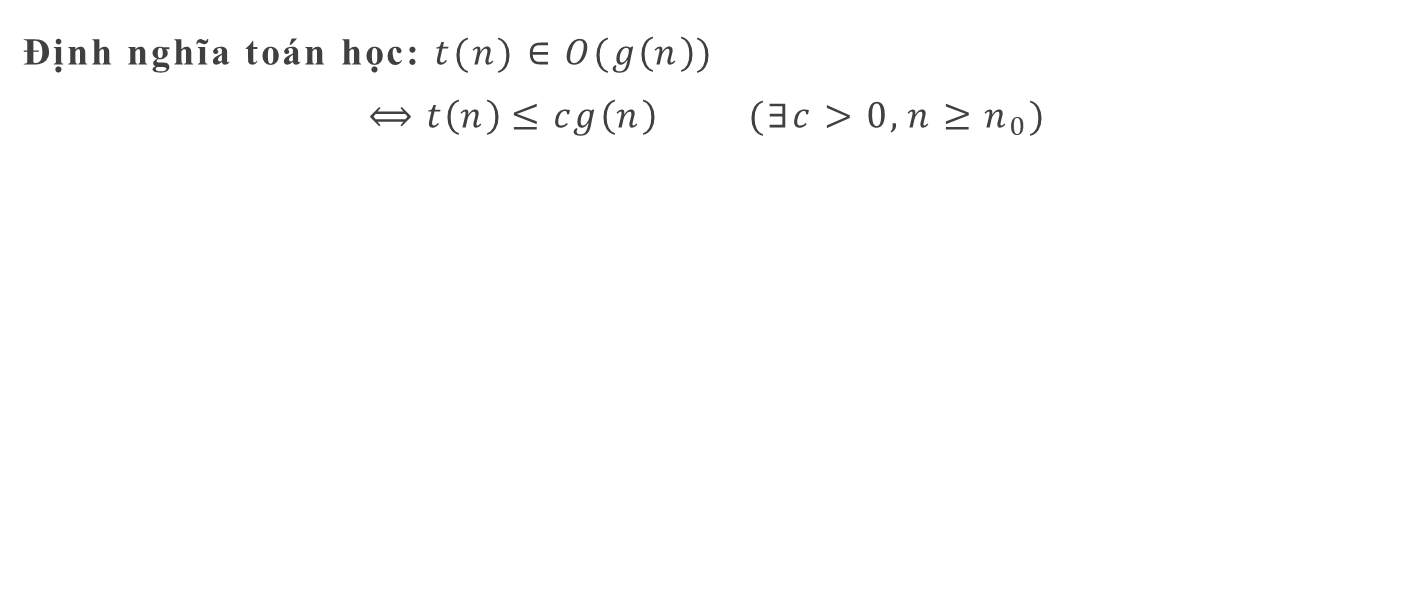 Định nghĩa toán học: t(n) ∈ O(g(n))
⟺ t(n) ≤ cg(n) (∃c > 0, n ≥ n₀)